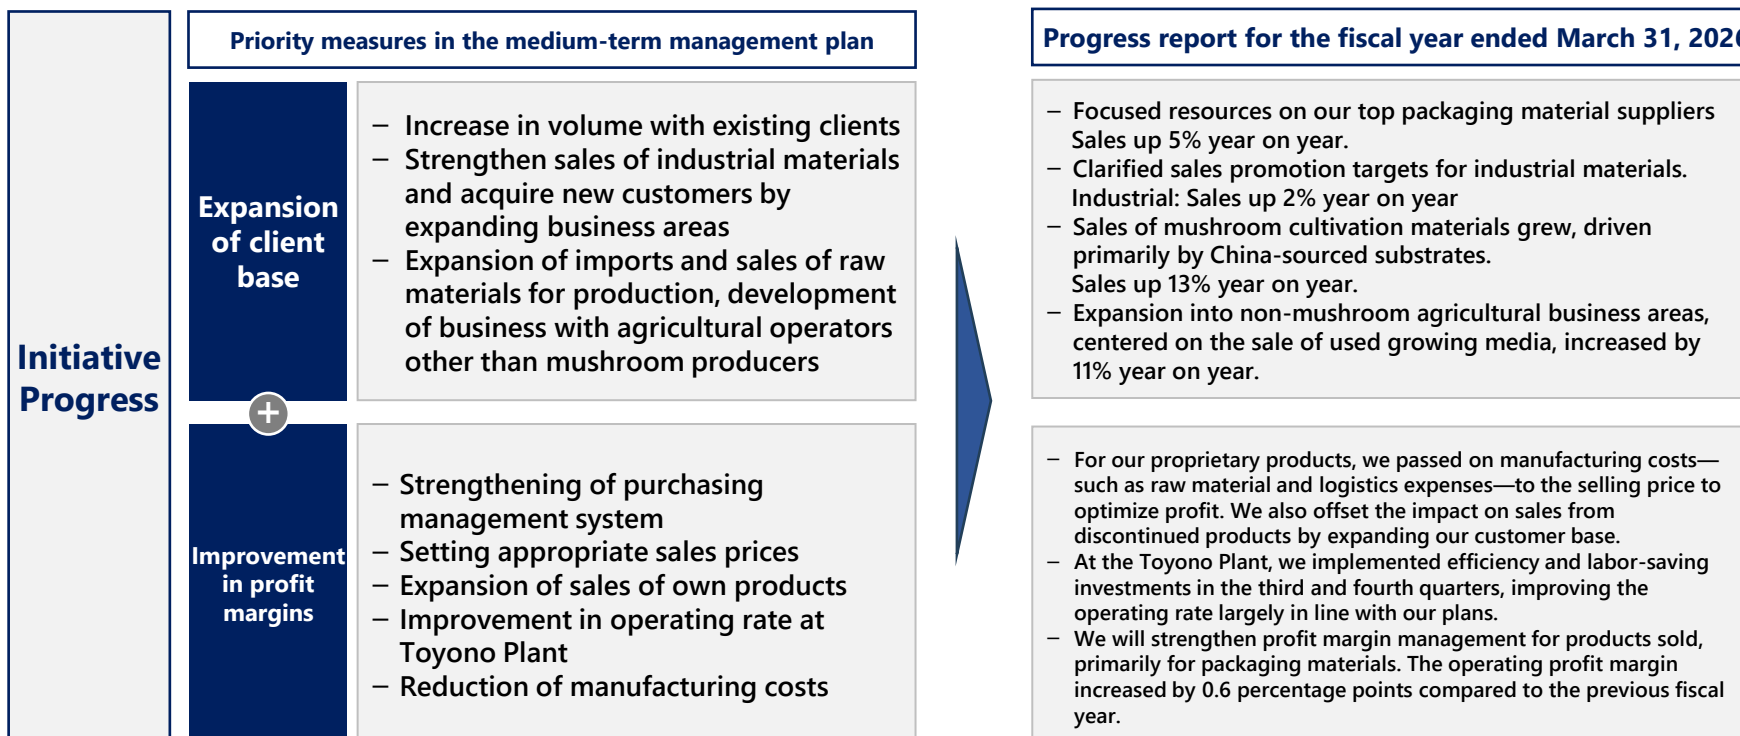 Initiative
Progress
Priority measures in the medium-term management plan
Expansion
of client
base
– Increase in volume with existing clients
– Strengthen sales of industrial materials
and acquire new customers by
expanding business areas
– Expansion of imports and sales of raw
materials for production, development
of business with agricultural operators
other than mushroom producers
+
Improvement
in profit
margins
– Strengthening of purchasing
management system
– Setting appropriate sales prices
– Expansion of sales of own products
– Improvement in operating rate at
Toyono Plant
– Reduction of manufacturing costs
Progress report for the fiscal year ended March 31, 2026
– Focused resources on our top packaging material suppliers
Sales up 5% year on year.
– Clarified sales promotion targets for industrial materials.
Industrial: Sales up 2% year on year
– Sales of mushroom cultivation materials grew, driven
primarily by China-sourced substrates.
Sales up 13% year on year.
– Expansion into non-mushroom agricultural business areas,
centered on the sale of used growing media, increased by
11% year on year.
– For our proprietary products, we passed on manufacturing costs—
such as raw material and logistics expenses—to the selling price to
optimize profit. We also offset the impact on sales from
discontinued products by expanding our customer base.
– At the Toyono Plant, we implemented efficiency and labor-saving
investments in the third and fourth quarters, improving the
operating rate largely in line with our plans.
– We will strengthen profit margin management for products sold,
primarily for packaging materials. The operating profit margin
increased by 0.6 percentage points compared to the previous fiscal
year.